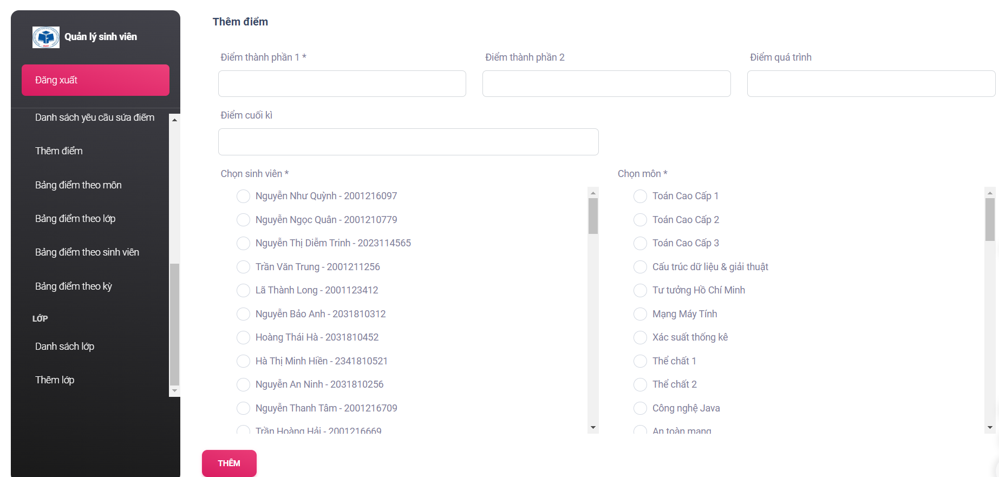 Quản lý sinh viên
Đăng xuất
Danh sách yêu cầu sửa điểm
Thêm điểm
Bảng điểm theo môn
Bảng điểm theo lớp
Bảng điểm theo sinh viên
Bảng điểm theo kỳ
LỚP
Danh sách lớp
Thêm lớp
Thêm điểm
Điểm thành phần 1 *
Điểm thành phần 2
Điểm quá trình
Điểm cuối kì
Chọn sinh viên *
Nguyễn Như Quỳnh - 2001216097
Nguyễn Ngọc Quân - 2001210779
Nguyễn Thị Diễm Trinh - 2023114565
Trần Văn Trung - 2001211256
Lã Thành Long - 2001123412
Nguyễn Bảo Anh - 2031810312
Hoàng Thái Hà - 2031810452
Hà Thị Minh Hiền - 2341810521
Nguyễn An Ninh - 2031810256
Nguyễn Thanh Tâm - 2001216709
Trần Hoàng Hải - 2001216669
Chọn môn *
Toán Cao Cấp 1
Toán Cao Cấp 2
Toán Cao Cấp 3
Cấu trúc dữ liệu & giải thuật
Tư tưởng Hồ Chí Minh
Mạng Máy Tính
Xác suất thống kê
Thể chất 1
Thể chất 2
Công nghệ Java
An toàn mạng
THÊM